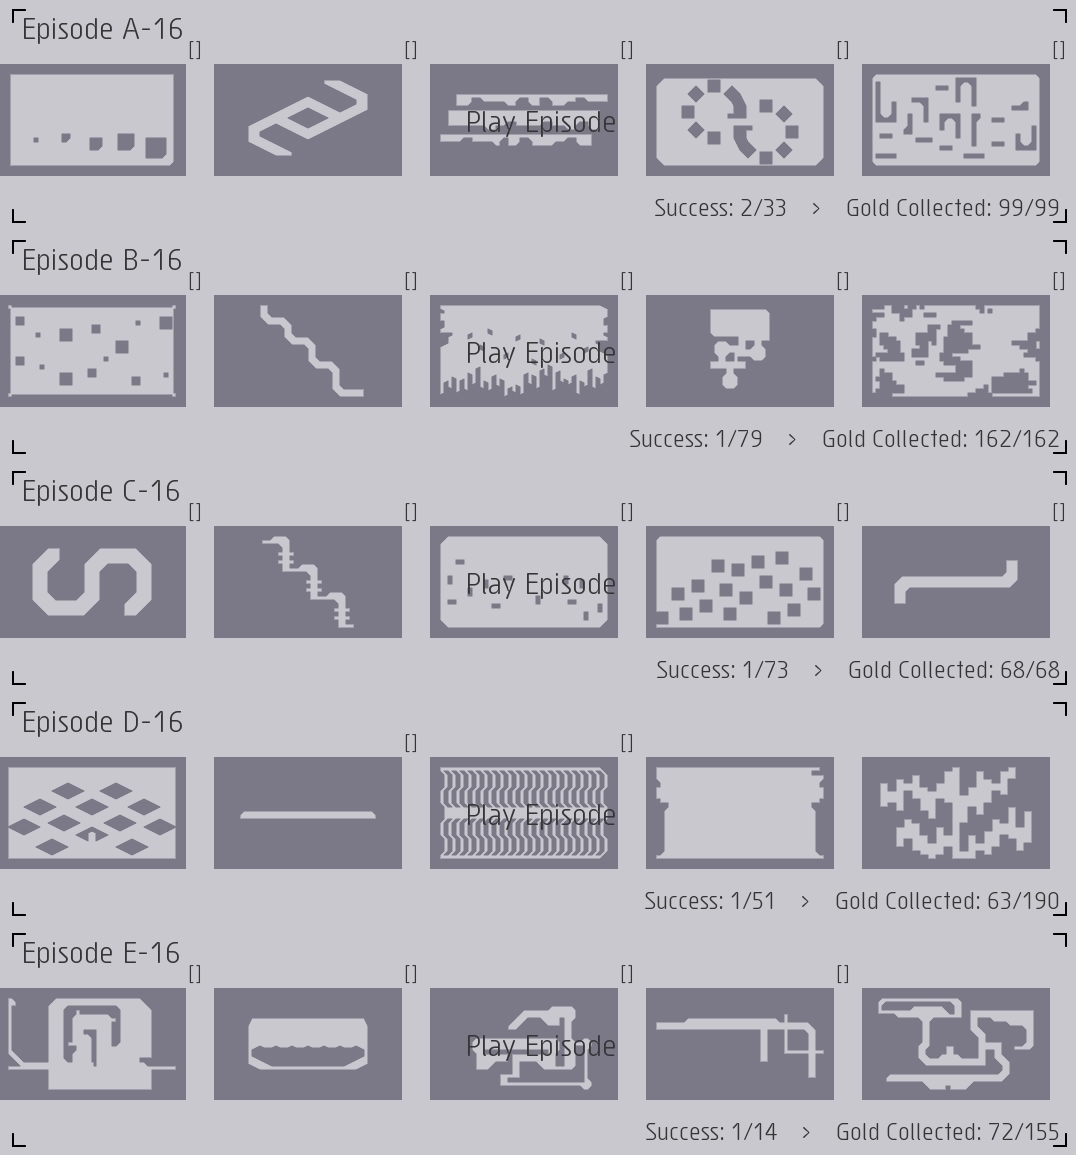 Episode A-16
[] [] [] [] []
Play Episode
Success: 2/33 > Gold Collected: 99/99
Episode B-16
[] [] [] [] []
Play Episode
Success: 1/79 > Gold Collected: 162/162
Episode C-16
[] [] [] [] []
Play Episode
Success: 1/73 > Gold Collected: 68/68
Episode D-16
[] []
Play Episode
Success: 1/51 > Gold Collected: 63/190
Episode E-16
[] [] [] []
Play Episode
Success: 1/14 > Gold Collected: 72/155